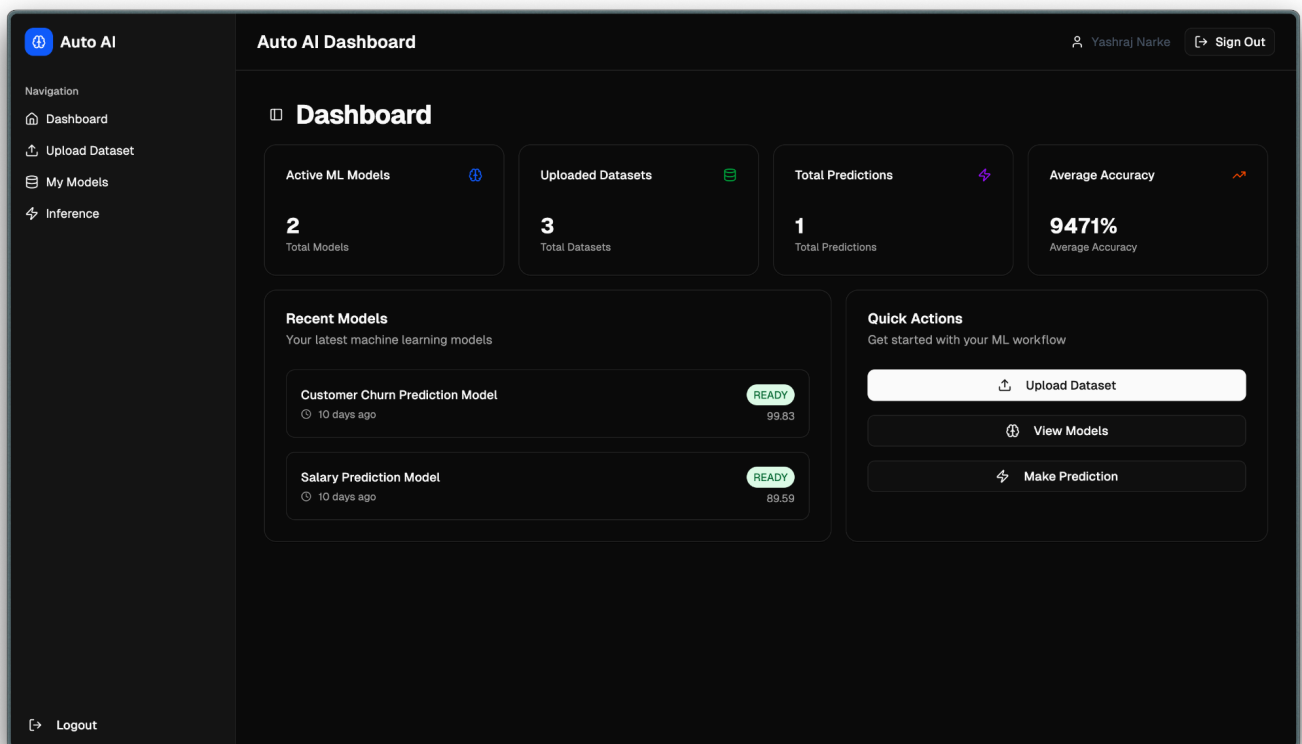 Auto AI
Auto AI Dashboard
Yashraj Narke
Sign Out
Navigation
Dashboard
Upload Dataset
My Models
Inference
Logout
Dashboard
Active ML Models
2
Total Models
Uploaded Datasets
3
Total Datasets
Total Predictions
1
Total Predictions
Average Accuracy
9471%
Average Accuracy
Recent Models
Your latest machine learning models
Customer Churn Prediction Model
READY
10 days ago
99.83
Salary Prediction Model
READY
10 days ago
89.59
Quick Actions
Get started with your ML workflow
Upload Dataset
View Models
Make Prediction